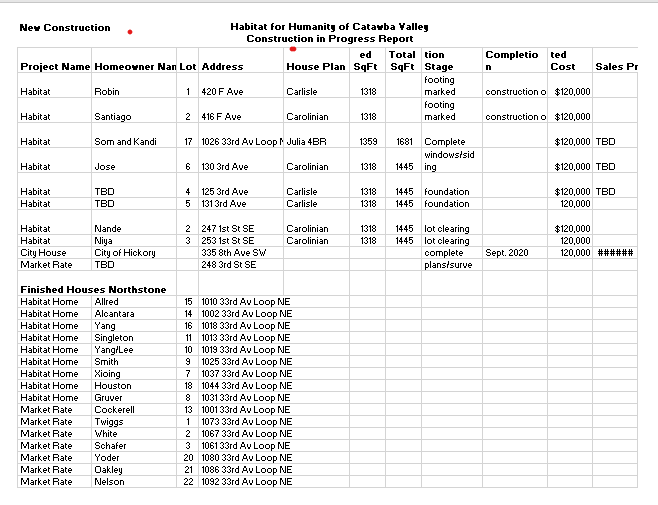 New Construction
Habitat for Humanity of Catawba Valley
Construction in Progress Report
ed Total tion Completio ted
Project Name Homeowner Nan Lot Address House Plan SqFt SqFt Stage n Cost Sales Pr
footing
Habitat Robin 1 420 F Ave Carlisle 1318 marked construction o $120,000
footing
Habitat Santiago 2 416 F Ave Carolinian 1318 marked construction o $120,000
Habitat Som and Kandi 17 1026 33rd Av Loop N Julia 4BR 1359 1681 Complete $120,000 TBD
windows/sid
Habitat Jose 6 130 3rd Ave Carolinian 1318 1445 ing $120,000 TBD
Habitat TBD 4 125 3rd Ave Carlisle 1318 1445 foundation $120,000 TBD
Habitat TBD 5 131 3rd Ave Carlisle 1318 1445 foundation 120,000
Habitat Nande 2 247 1st St SE Carolinian 1318 1445 lot clearing $120,000
Habitat Niya 3 253 1st St SE Carolinian 1318 1445 lot clearing 120,000
City House City of Hickory 335 8th Ave SW complete Sept. 2020 120,000 ######
Market Rate TBD 248 3rd St SE plans/surve
Finished Houses Northstone
Habitat Home Allred 15 1010 33rd Av Loop NE
Habitat Home Alcantara 14 1002 33rd Av Loop NE
Habitat Home Yang 16 1018 33rd Av Loop NE
Habitat Home Singleton 11 1013 33rd Av Loop NE
Habitat Home Yang/Lee 10 1019 33rd Av Loop NE
Habitat Home Smith 9 1025 33rd Av Loop NE
Habitat Home Xioing 7 1037 33rd Av Loop NE
Habitat Home Houston 18 1044 33rd Av Loop NE
Habitat Home Gruver 8 1031 33rd Av Loop NE
Market Rate Cockerell 13 1001 33rd Av Loop NE
Market Rate Twiggs 1 1073 33rd Av Loop NE
Market Rate White 2 1067 33rd Av Loop NE
Market Rate Schafer 3 1061 33rd Av Loop NE
Market Rate Yoder 20 1080 33rd Av Loop NE
Market Rate Oakley 21 1086 33rd Av Loop NE
Market Rate Nelson 22 1092 33rd Av Loop NE